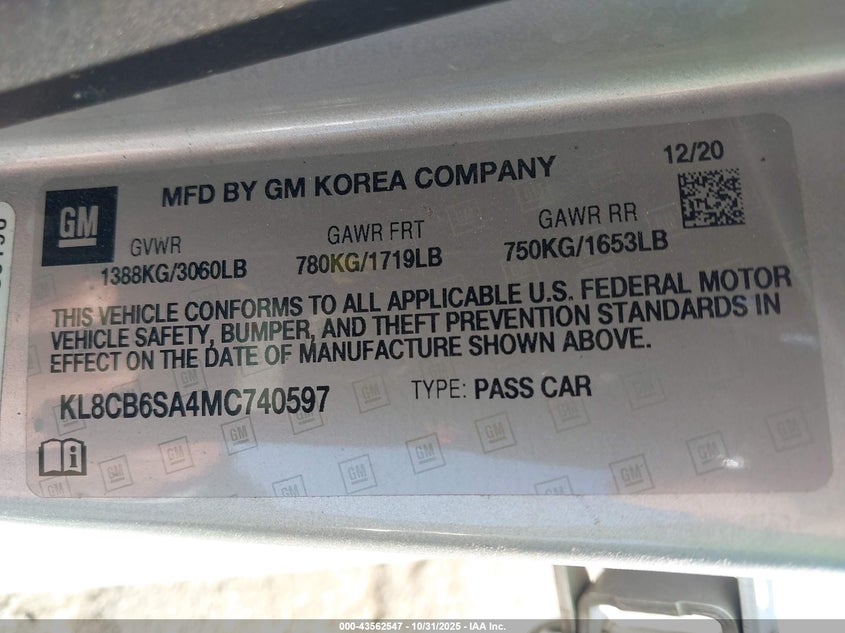 MFD BY GM KOREA COMPANY
12/20
GM
GVWR
GAWR FRT
GAWR RR
1388KG/3060LB
780KG/1719LB
750KG/1653LB
THIS VEHICLE CONFORMS TO ALL APPLICABLE U.S. FEDERAL MOTOR
VEHICLE SAFETY, BUMPER, AND THEFT PREVENTION STANDARDS IN
EFFECT ON THE DATE OF MANUFACTURE SHOWN ABOVE.
KL8CB6SA4MC740597
TYPE: PASS CAR
000-43562547 - 10/31/2025 - IAA Inc.